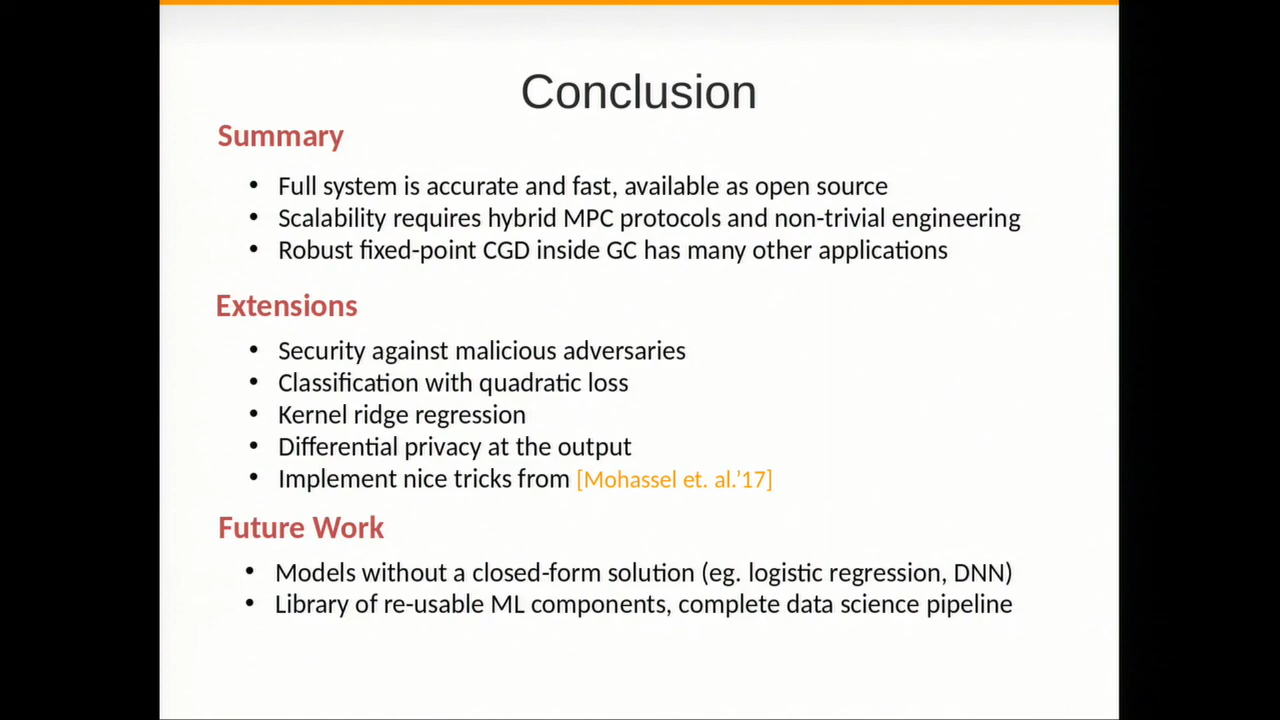 Conclusion
Summary
• Full system is accurate and fast, available as open source
• Scalability requires hybrid MPC protocols and non-trivial engineering
• Robust fixed-point CGD inside GC has many other applications
Extensions
• Security against malicious adversaries
• Classification with quadratic loss
• Kernel ridge regression
• Differential privacy at the output
• Implement nice tricks from [Mohassel et. al.’17]
Future Work
• Models without a closed-form solution (eg. logistic regression, DNN)
• Library of re-usable ML components, complete data science pipeline